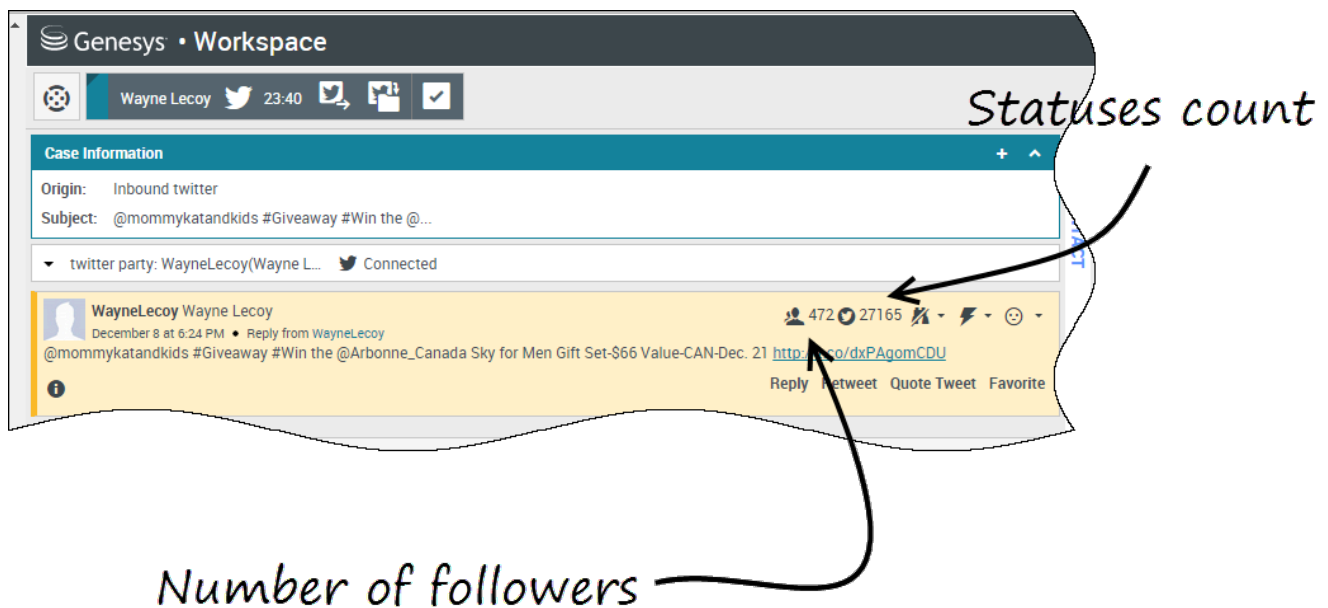 Genesys • Workspace
Wayne Lecoy 23:40
Statuses count
Case Information
Origin: Inbound twitter
Subject: @mommykatandkids #Giveaway #Win the @...
twitter party: WayneLecoy(Wayne L... Connected
WayneLecoy Wayne Lecoy 472 27165
December 8 at 6:24 PM • Reply from WayneLecoy
@mommykatandkids #Giveaway #Win the @Arbonne_Canada Sky for Men Gift Set-$66 Value-CAN-Dec. 21 co/dxPAgomCDU
Reply Retweet Quote Tweet Favorite
Number of followers